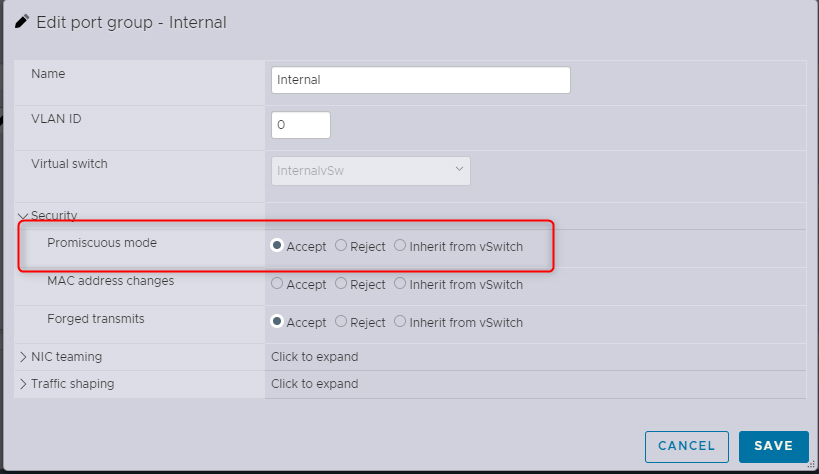 Edit port group - Internal
Name
Internal
VLAN ID
0
Virtual switch
InternalvSw
Security
Promiscuous mode
Accept Reject Inherit from vSwitch
MAC address changes
Accept Reject Inherit from vSwitch
Forged transmits
Accept Reject Inherit from vSwitch
NIC teaming
Click to expand
Traffic shaping
Click to expand
CANCEL
SAVE